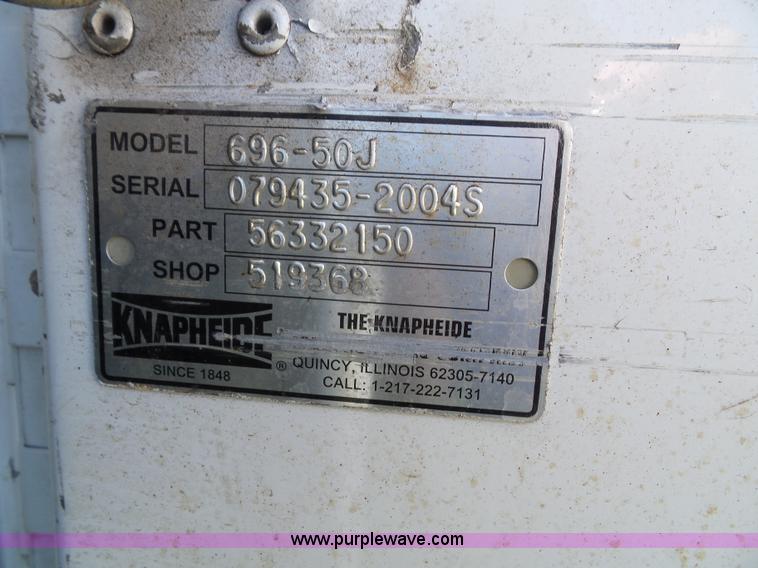 MODEL 696-50J
SERIAL 079435-2004S
PART 56332150
SHOP 519368
KNAPHEIDE
SINCE 1848
®
THE KNAPHEIDE
QUINCY, ILLINOIS 62305-7140
CALL: 1-217-222-7131
www.purplewave.com